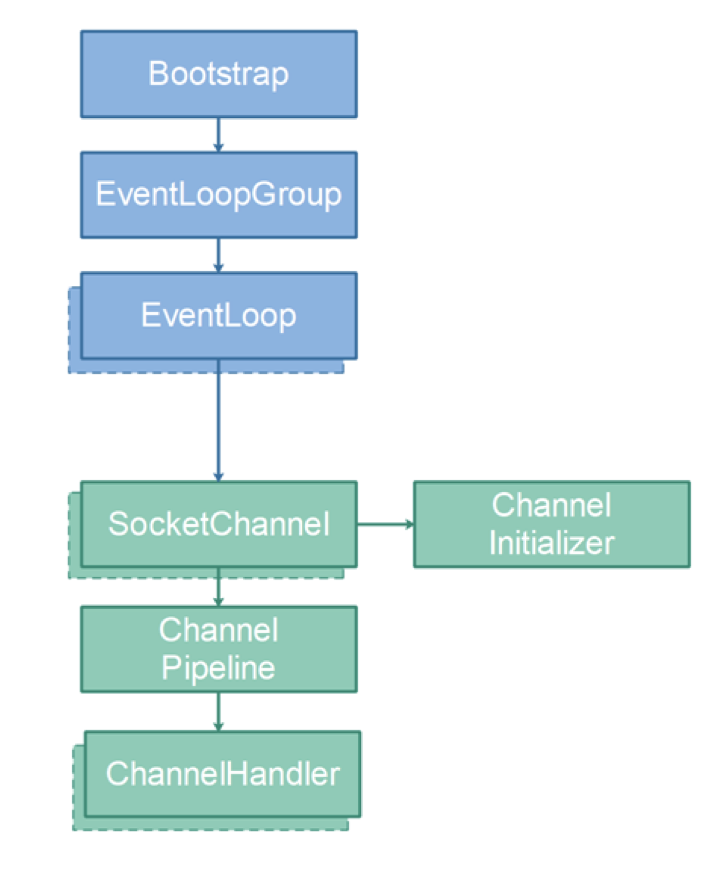 Bootstrap
EventLoopGroup
EventLoop
SocketChannel
Channel
Initializer
Channel
Pipeline
ChannelHandler